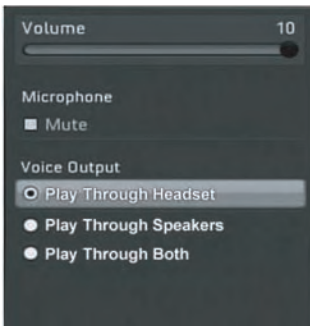 Volume 10
Microphone
Mute
Voice Output
Play Through Headset
Play Through Speakers
Play Through Both